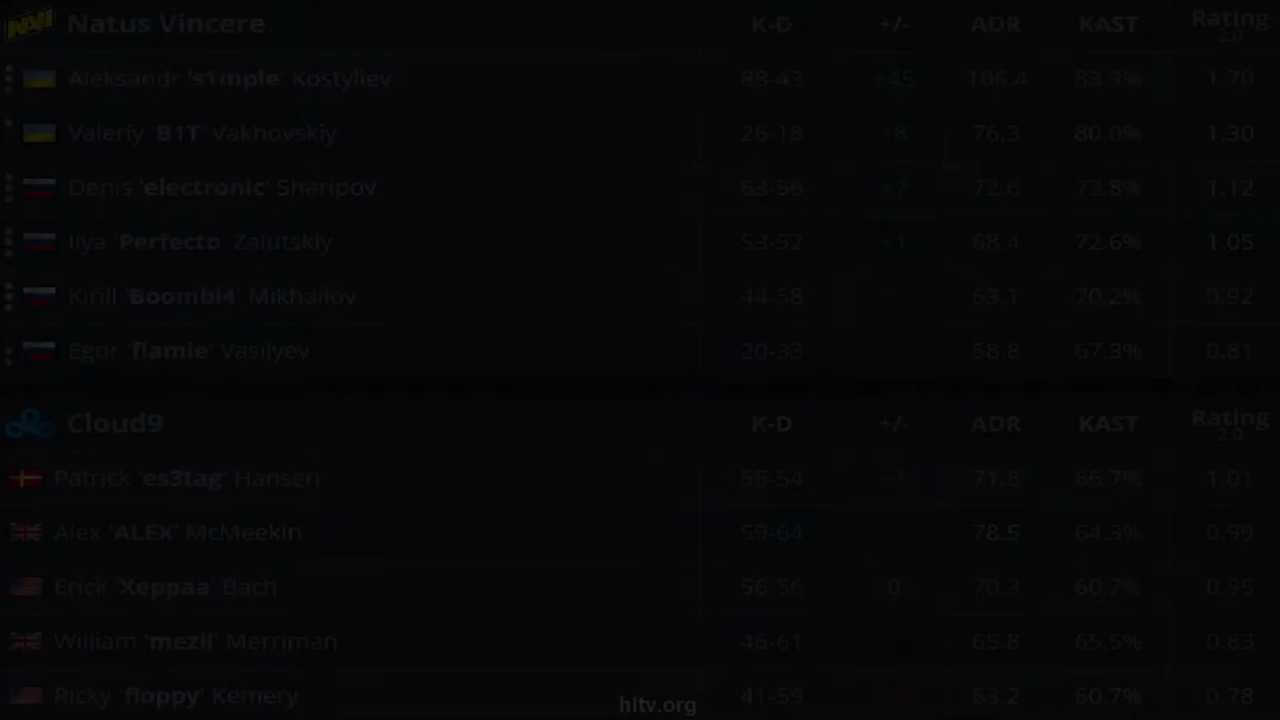 NAVI Natus Vincere K-D +/- ADR KAST Rating 2.0
Aleksandr 's1mple' Kostyliev 88-43 +45 106.4 83.3% 1.70
Valeriy 'B1T' Vakhovskiy 26-18 +8 76.3 80.0% 1.30
Denis 'electronic' Sharipov 63-56 +7 72.6 73.8% 1.12
Ilya 'Perfecto' Zalutskiy 53-52 +1 68.4 72.6% 1.05
Kirill 'Boombl4' Mikhailov 44-58 63.1 70.2% 0.92
Egor 'flamie' Vasilyev 20-33 58.8 67.3% 0.81
Cloud9 K-D +/- ADR KAST Rating 2.0
Patrick 'es3tag' Hansen 55-54 +1 71.8 66.7% 1.01
Alex 'ALEX' McMeekin 59-64 78.5 64.3% 0.99
Erick 'Xeppaa' Bach 56-56 0 70.3 60.7% 0.95
William 'mezii' Merriman 46-61 65.8 65.5% 0.83
Ricky 'floppy' Kemery 41-59 63.2 60.7% 0.78
hltv.org